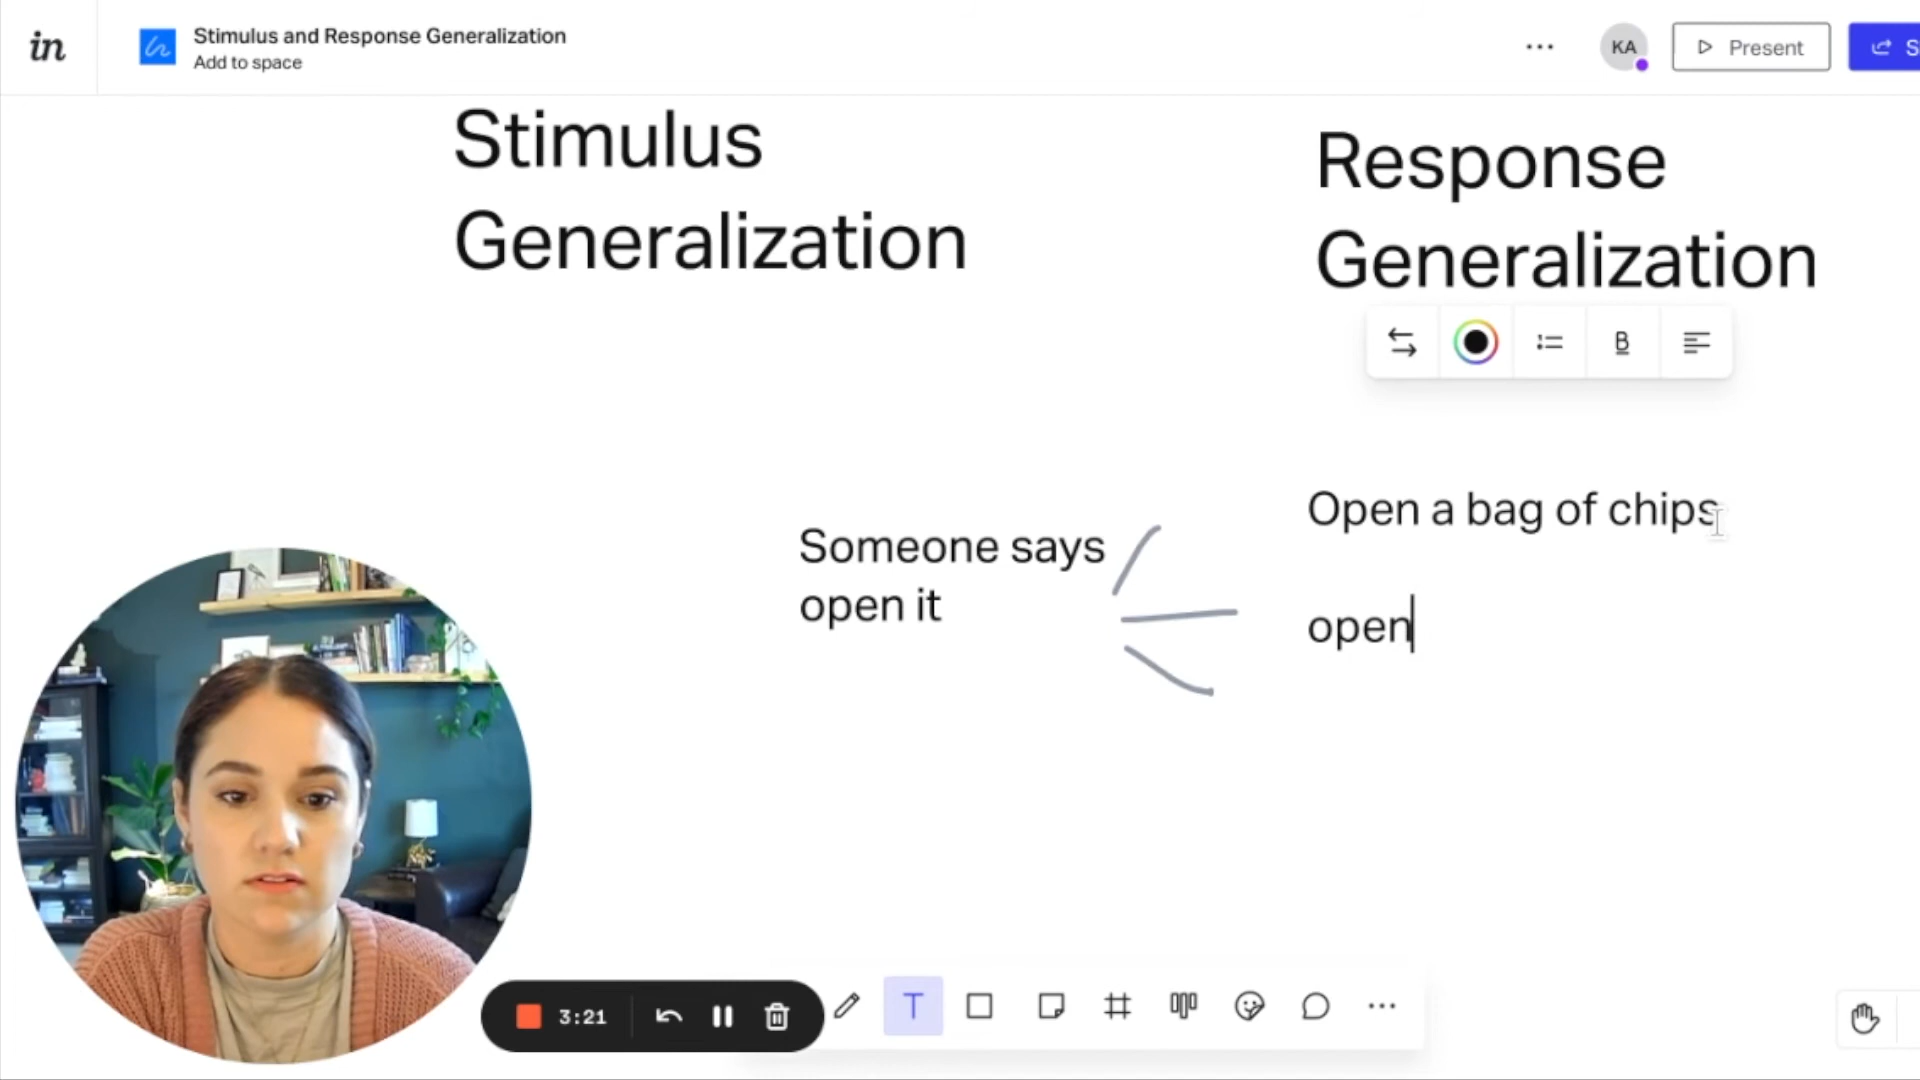 in
Stimulus and Response Generalization
Add to space
KA
Present
S
Stimulus
Generalization
Response
Generalization
B
Open a bag of chips
Someone says
open it
open
3:21
T